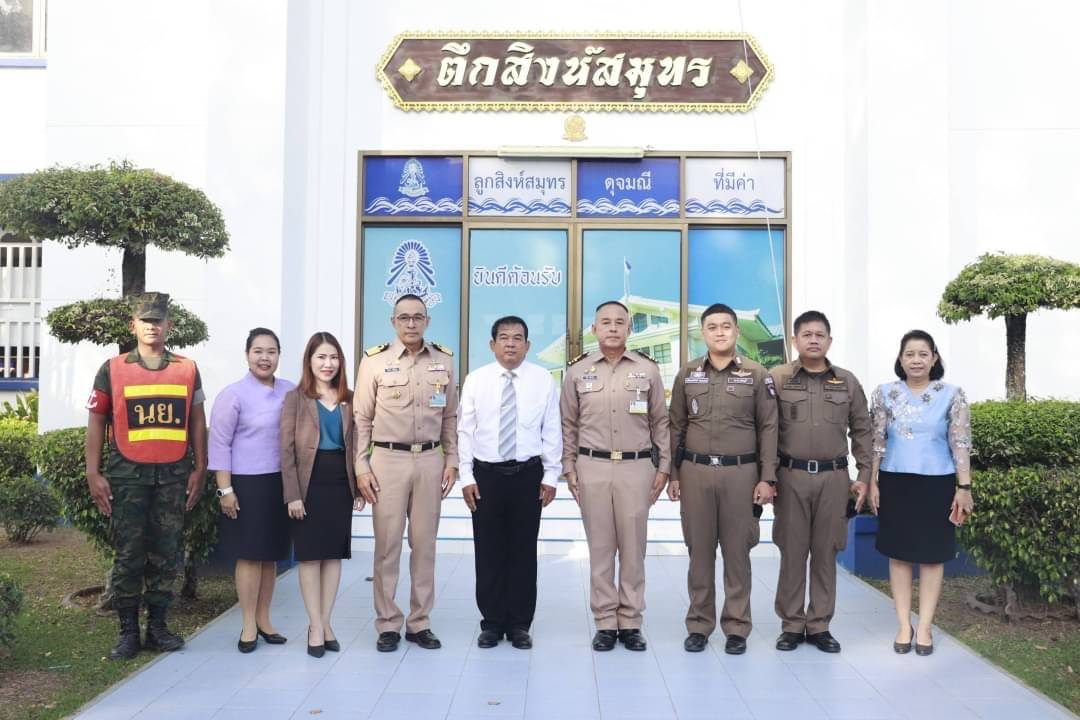 ตึกสิงห์สมุทร
ลูกสิงห์สมุทร ดุจมณี ที่มีค่า
ยินดีต้อนรับ
นย.